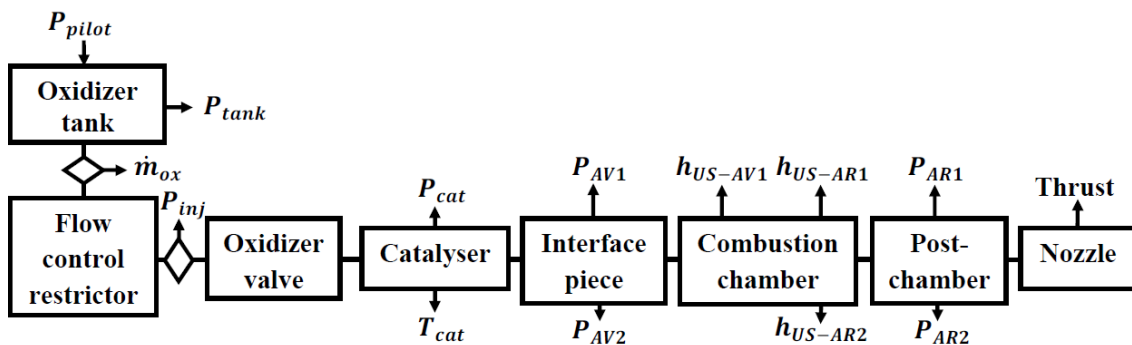 P_pilot
Oxidizer
tank
P_tank
ṁ_ox
Flow
control
restrictor
P_inj
Oxidizer
valve
P_cat
Catalyser
T_cat
P_AV1
Interface
piece
P_AV2
h_US-AV1
h_US-AR1
Combustion
chamber
h_US-AR2
P_AR1
Post-
chamber
P_AR2
Thrust
Nozzle